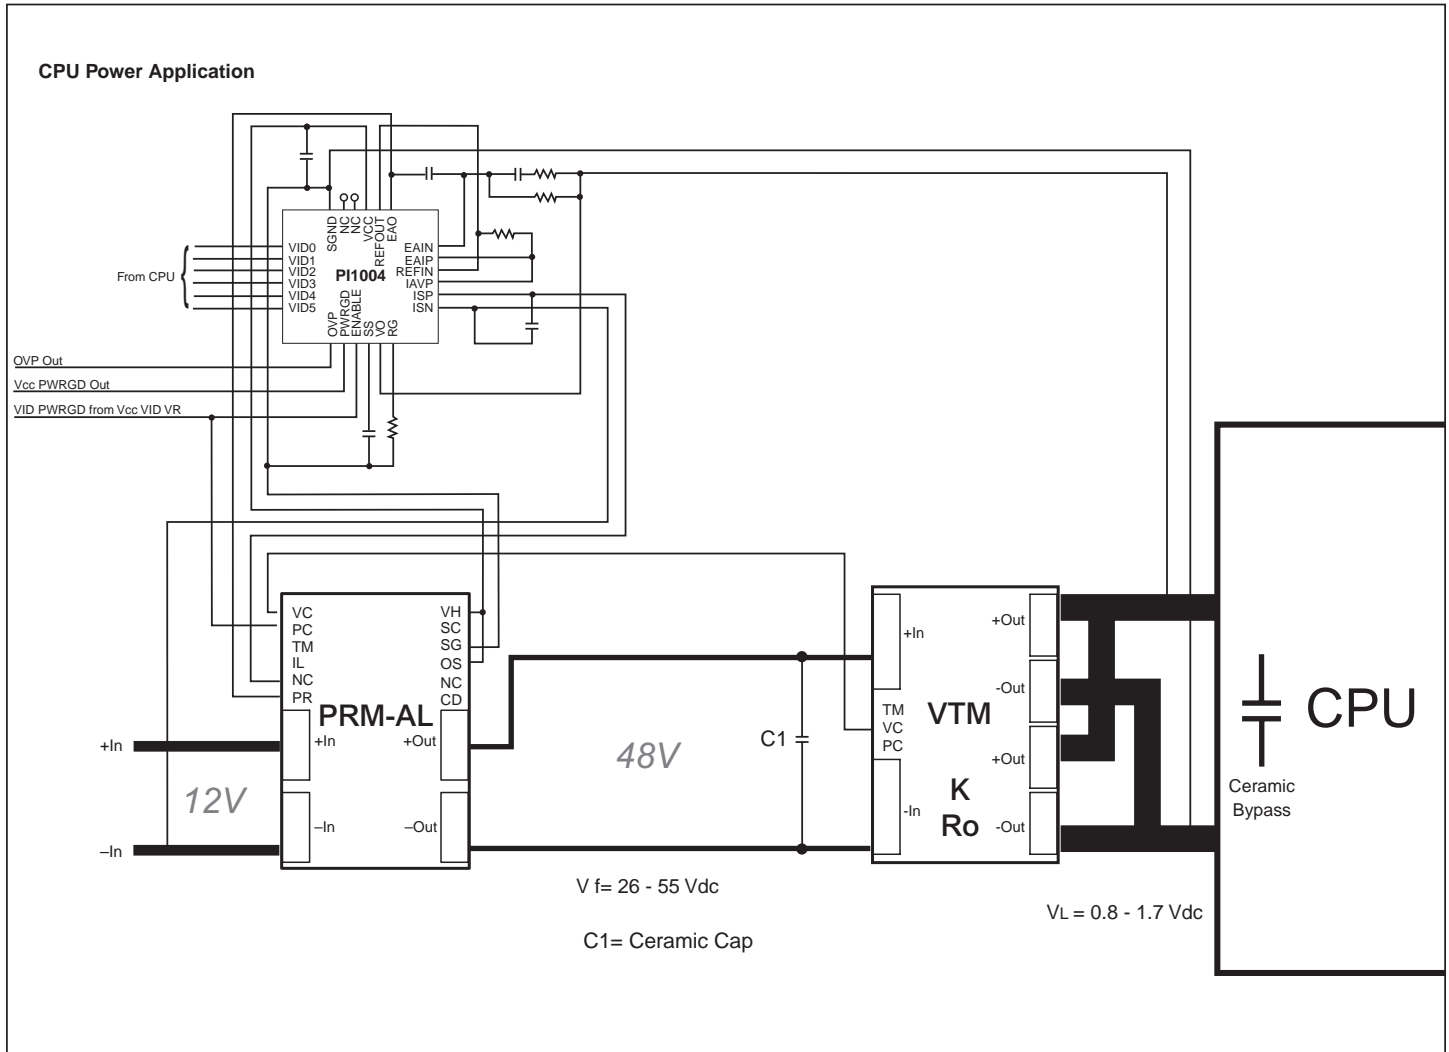 CPU Power Application
SGND
NC
NC
VCC
REFOUT
EAO
VID0
VID1
VID2
VID3
VID4
VID5
From CPU {
PI1004
EAIN
EAIP
REFIN
IAVP
ISP
ISN
OVP
PWRGD
ENABLE
SS
VO
RG
OVP Out
Vcc PWRGD Out
VID PWRGD from Vcc VID VR
VC
PC
TM
IL
NC
PR
VH
SC
SG
OS
NC
CD
PRM-AL
+In
+In
+Out
12V
–In
–In
–Out
48V
C1
+In
+Out
-Out
TM
VC
PC
VTM
+Out
K
Ro
-In
-Out
CPU
Ceramic
Bypass
V f= 26 - 55 Vdc
VL = 0.8 - 1.7 Vdc
C1= Ceramic Cap